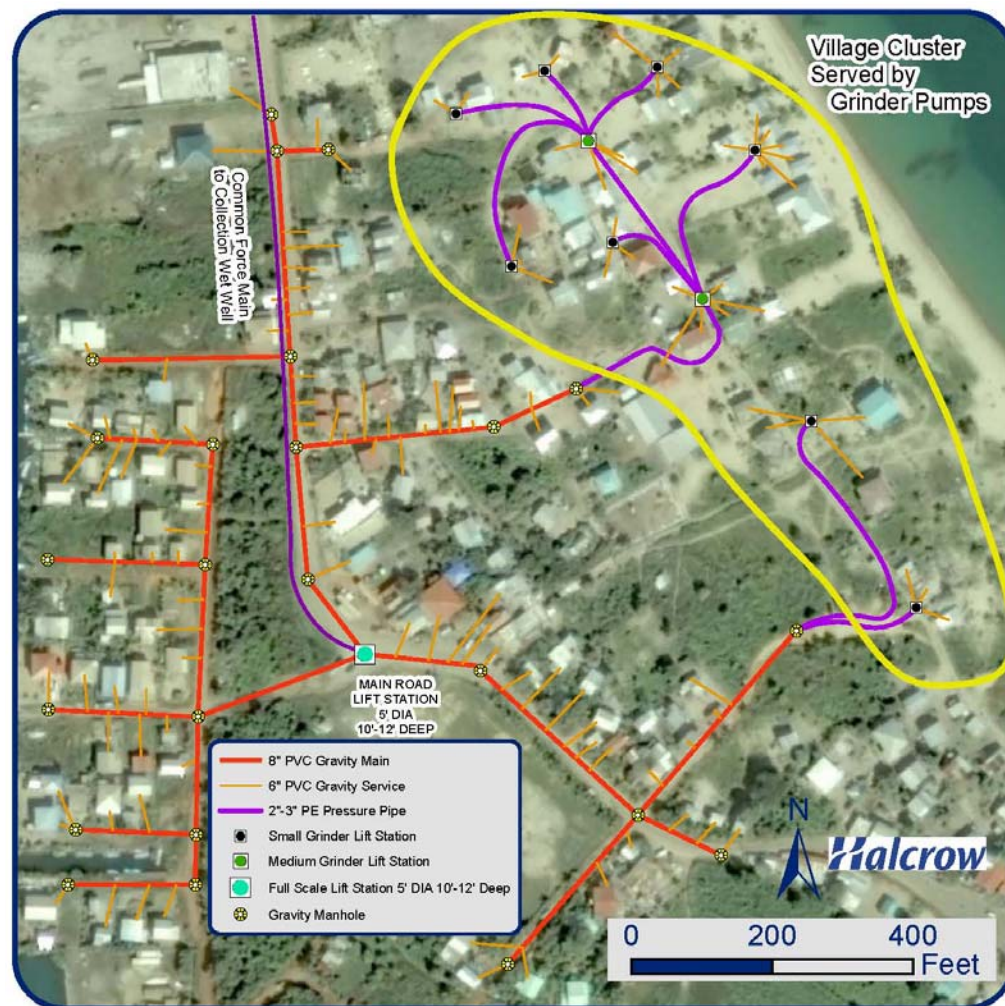 Village Cluster
Served by
Grinder Pumps
Common Force Main
to Collection Wet Well
MAIN ROAD
LIFT STATION
5' DIA
10'-12' DEEP
8" PVC Gravity Main
6" PVC Gravity Service
2"-3" PE Pressure Pipe
Small Grinder Lift Station
Medium Grinder Lift Station
Full Scale Lift Station 5' DIA 10'-12' Deep
Gravity Manhole
N
Halcrow
0 200 400
Feet